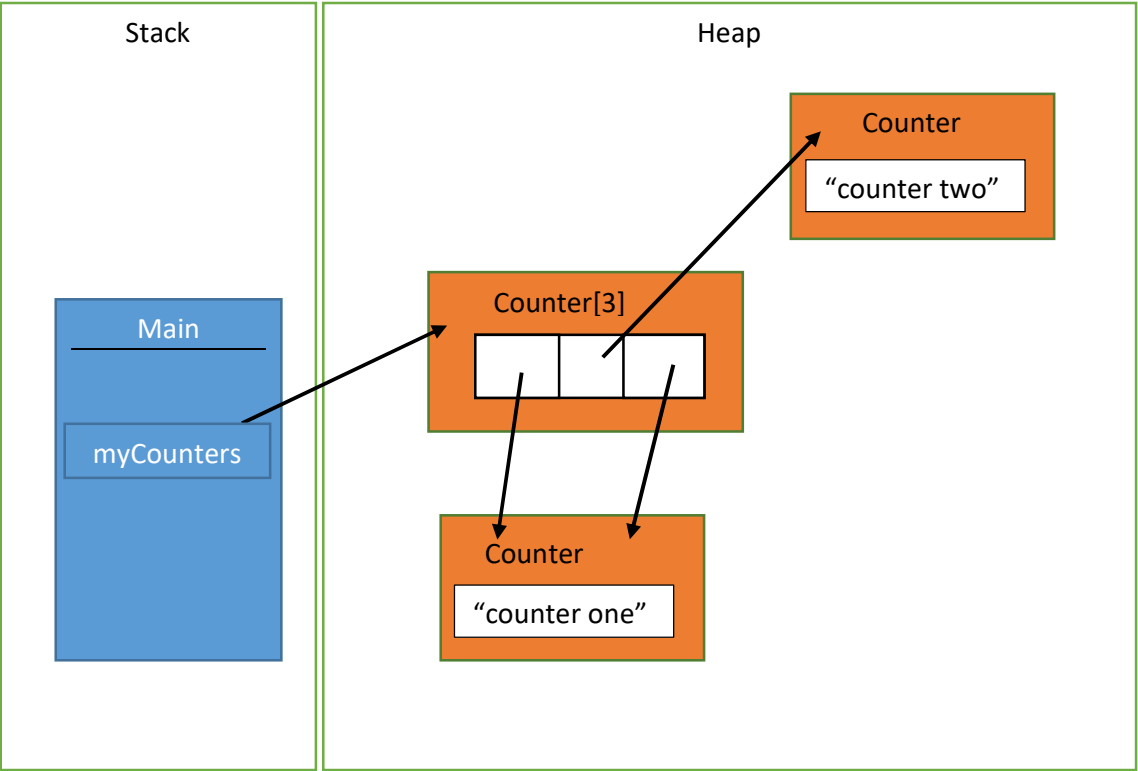 Stack
Heap
Counter
“counter two”
Counter[3]
Main
myCounters
Counter
“counter one”